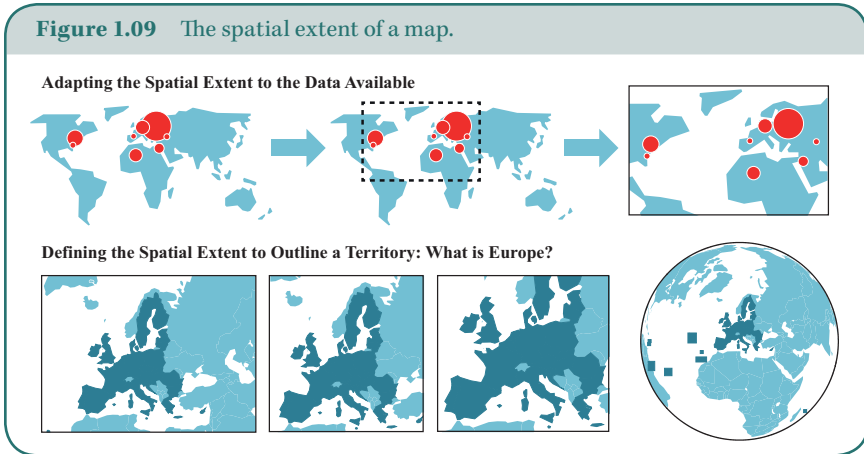 Figure 1.09 The spatial extent of a map.
Adapting the Spatial Extent to the Data Available
Defining the Spatial Extent to Outline a Territory: What is Europe?